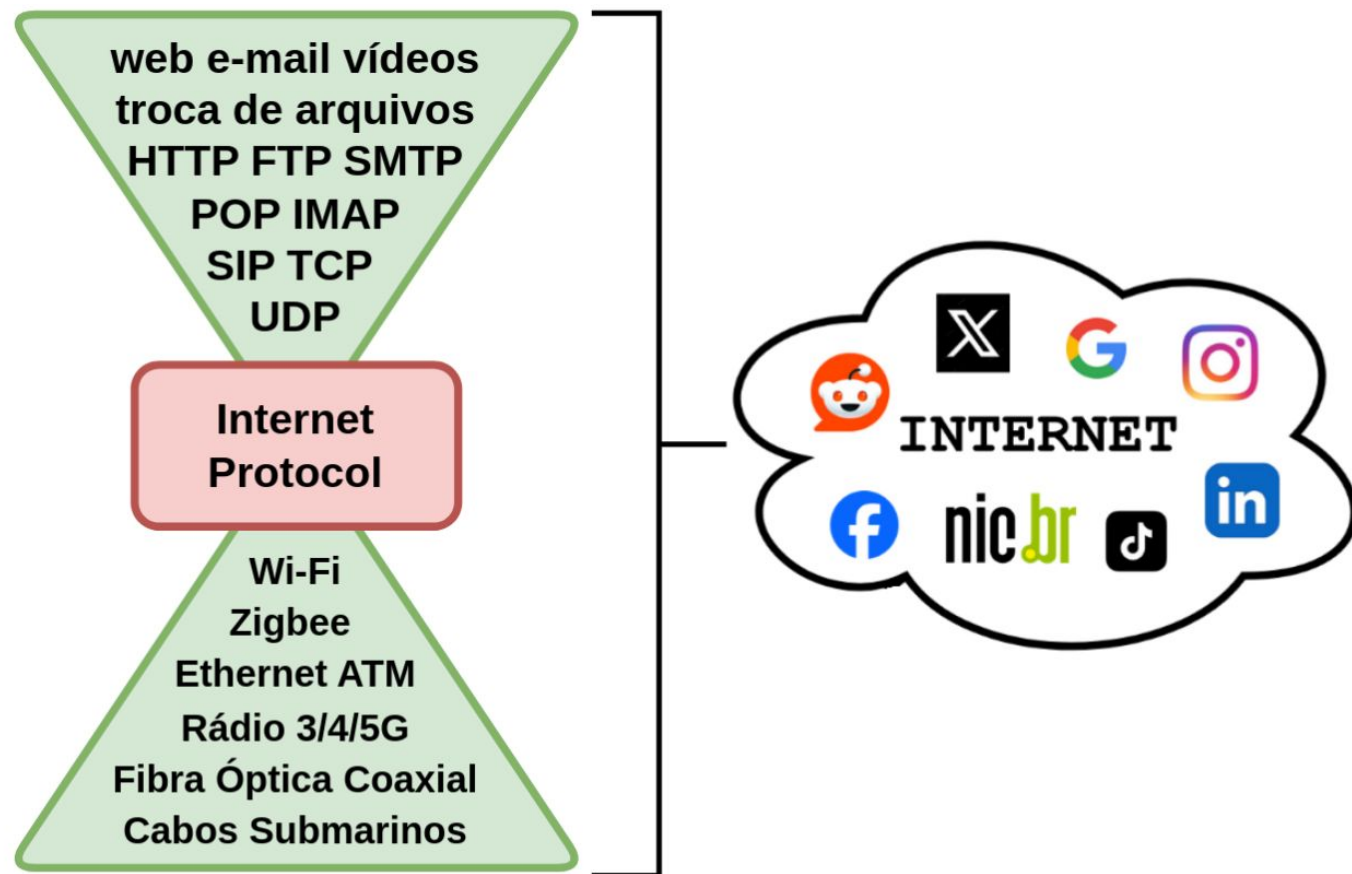 web e-mail vídeos
troca de arquivos
HTTP FTP SMTP
POP IMAP
SIP TCP
UDP
Internet
Protocol
Wi-Fi
Zigbee
Ethernet ATM
Rádio 3/4/5G
Fibra Óptica Coaxial
Cabos Submarinos
INTERNET
nic.br
in